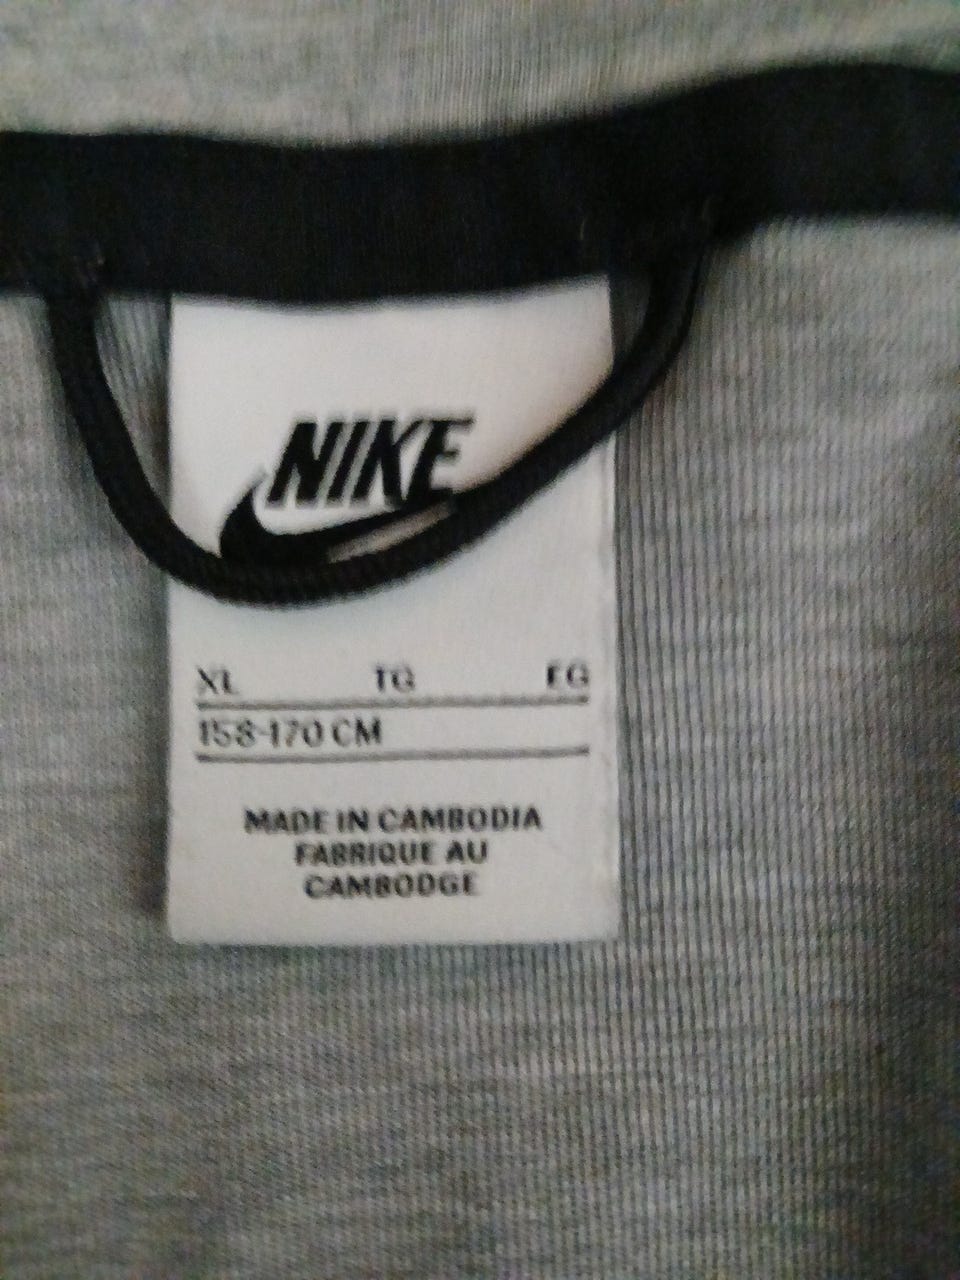 NIKE
XL TG EG
158-170 CM
MADE IN CAMBODIA
FABRIQUE AU
CAMBODGE